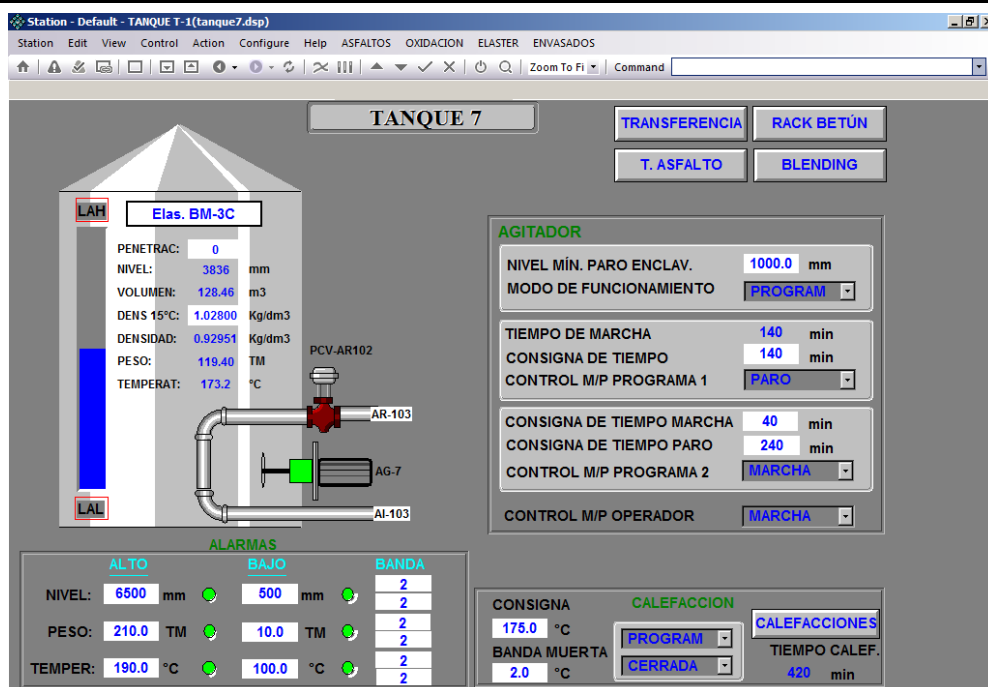 Station - Default - TANQUE T-1(tanque7.dsp)
Station Edit View Control Action Configure Help ASFALTOS OXIDACION ELASTER ENVASADOS
Zoom To Fi Command
TANQUE 7
TRANSFERENCIA RACK BETÚN
T. ASFALTO BLENDING
LAH
Elas. BM-3C
PENETRAC: 0
NIVEL: 3836 mm
VOLUMEN: 128.46 m3
DENS 15ºC: 1.02800 Kg/dm3
DENSIDAD: 0.92951 Kg/dm3
PESO: 119.40 TM
TEMPERAT: 173.2 ºC
LAL
PCV-AR102
AR-103
AG-7
AI-103
AGITADOR
NIVEL MÍN. PARO ENCLAV. 1000.0 mm
MODO DE FUNCIONAMIENTO PROGRAM
TIEMPO DE MARCHA 140 min
CONSIGNA DE TIEMPO 140 min
CONTROL M/P PROGRAMA 1 PARO
CONSIGNA DE TIEMPO MARCHA 40 min
CONSIGNA DE TIEMPO PARO 240 min
CONTROL M/P PROGRAMA 2 MARCHA
CONTROL M/P OPERADOR MARCHA
ALARMAS
ALTO BAJO BANDA
NIVEL: 6500 mm 500 mm 2
2
PESO: 210.0 TM 10.0 TM 2
2
TEMPER: 190.0 ºC 100.0 ºC 2
2
CONSIGNA CALEFACCION
175.0 ºC PROGRAM CALEFACCIONES
BANDA MUERTA TIEMPO CALEF.
2.0 ºC CERRADA 420 min